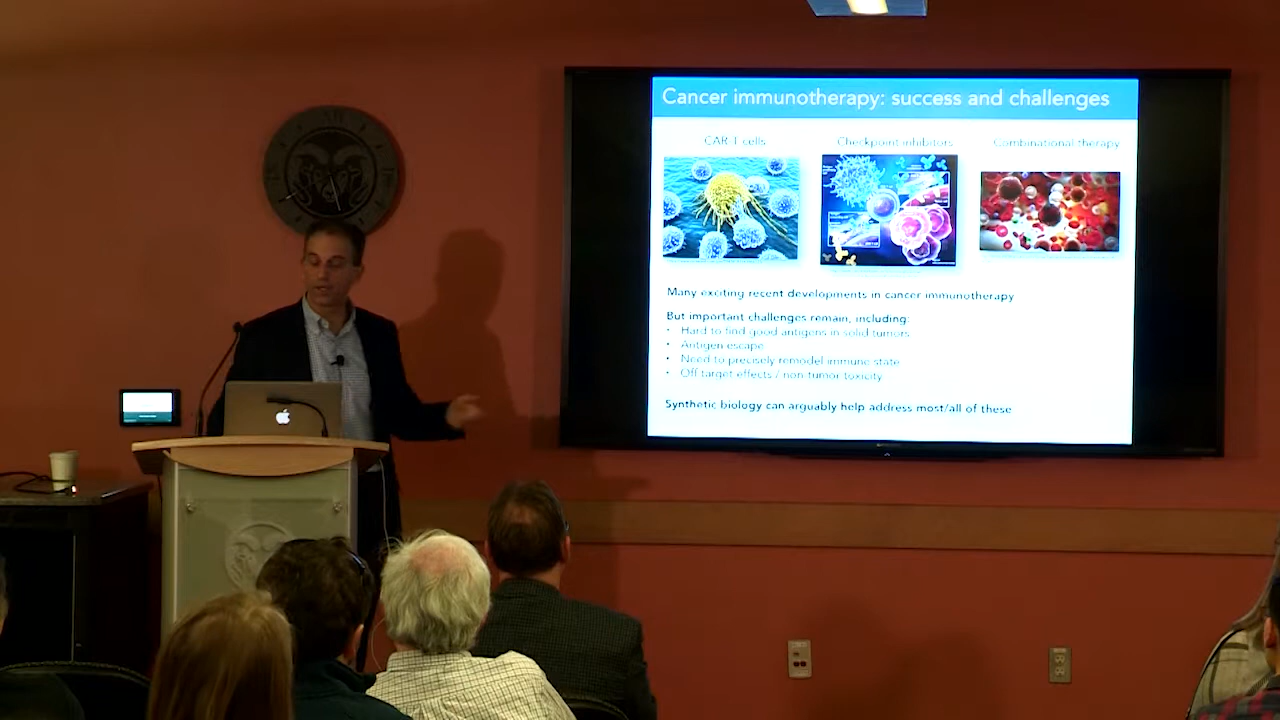 Cancer immunotherapy: success and challenges
CAR T cells
Checkpoint inhibitors
Combinational therapy
Many exciting recent developments in cancer immunotherapy
But important challenges remain, including:
• Hard to find good antigens in solid tumors
• Antigen escape
• Need to precisely remodel immune state
• Off target effects / non-tumor toxicity
Synthetic biology can arguably help address most/all of these